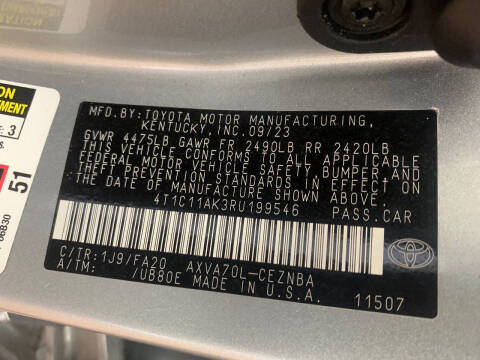 MFD.BY:TOYOTA MOTOR MANUFACTURING,
KENTUCKY,INC.09/23
GVWR 4475LB GAWR FR 2490LB RR 2420LB
THIS VEHICLE CONFORMS TO ALL APPLICABLE
FEDERAL MOTOR VEHICLE SAFETY, BUMPER, AND
THEFT PREVENTION STANDARDS IN EFFECT ON
THE DATE OF MANUFACTURE SHOWN ABOVE.
4T1C11AK3RU199546 PASS.CAR
C/TR:1J9/FA20 AXVA70L-CEZNBA
A/TM: /UB80E MADE IN U.S.A.
11507
51
06B30